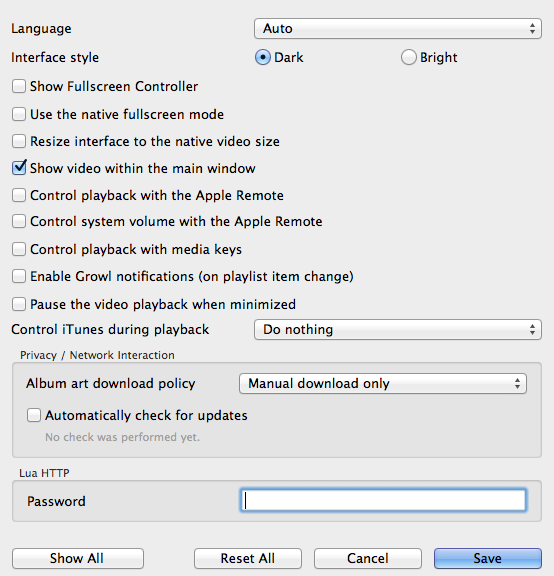 Language Auto
Interface style Dark Bright
Show Fullscreen Controller
Use the native fullscreen mode
Resize interface to the native video size
Show video within the main window
Control playback with the Apple Remote
Control system volume with the Apple Remote
Control playback with media keys
Enable Growl notifications (on playlist item change)
Pause the video playback when minimized
Control iTunes during playback Do nothing
Privacy / Network Interaction
Album art download policy Manual download only
Automatically check for updates
No check was performed yet.
Lua HTTP
Password
Show All Reset All Cancel Save